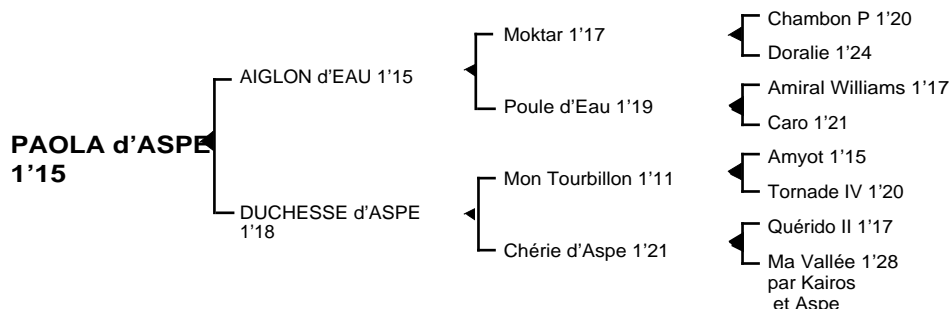 PAOLA d'ASPE
1'15
AIGLON d'EAU 1'15
DUCHESSE d'ASPE
1'18
Moktar 1'17
Poule d'Eau 1'19
Mon Tourbillon 1'11
Chérie d'Aspe 1'21
Chambon P 1'20
Doralie 1'24
Amiral Williams 1'17
Caro 1'21
Amyot 1'15
Tornade IV 1'20
Quérido II 1'17
Ma Vallée 1'28
par Kairos
et Aspe